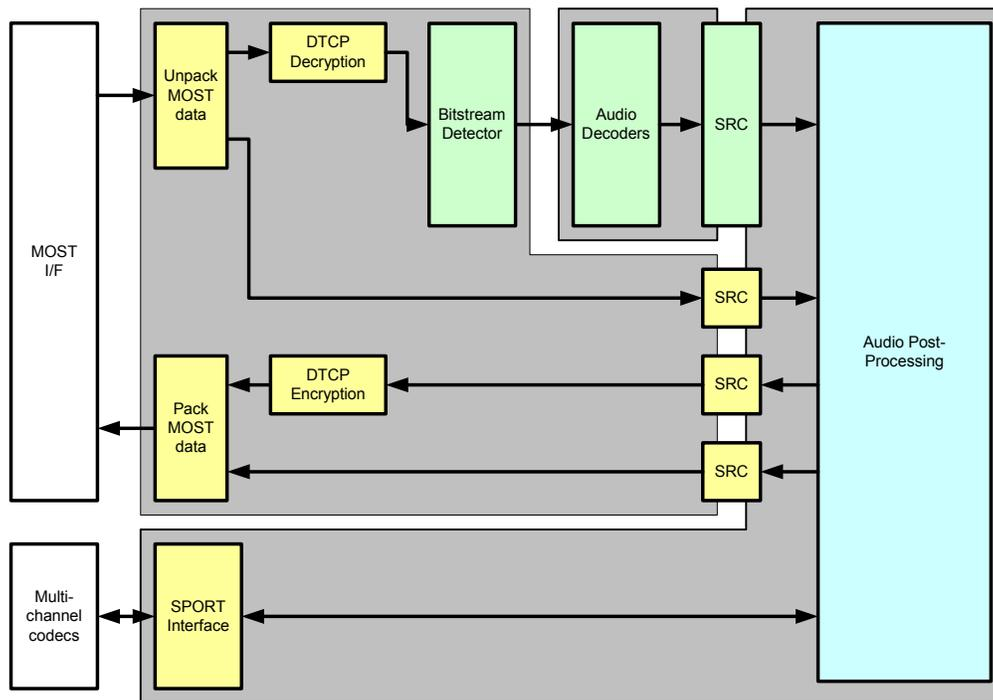 MOST
I/F
Unpack
MOST
data
DTCP
Decryption
Bitstream
Detector
Audio
Decoders
SRC
SRC
Audio Post-
Processing
Pack
MOST
data
DTCP
Encryption
SRC
SRC
Multi-
channel
codecs
SPORT
Interface